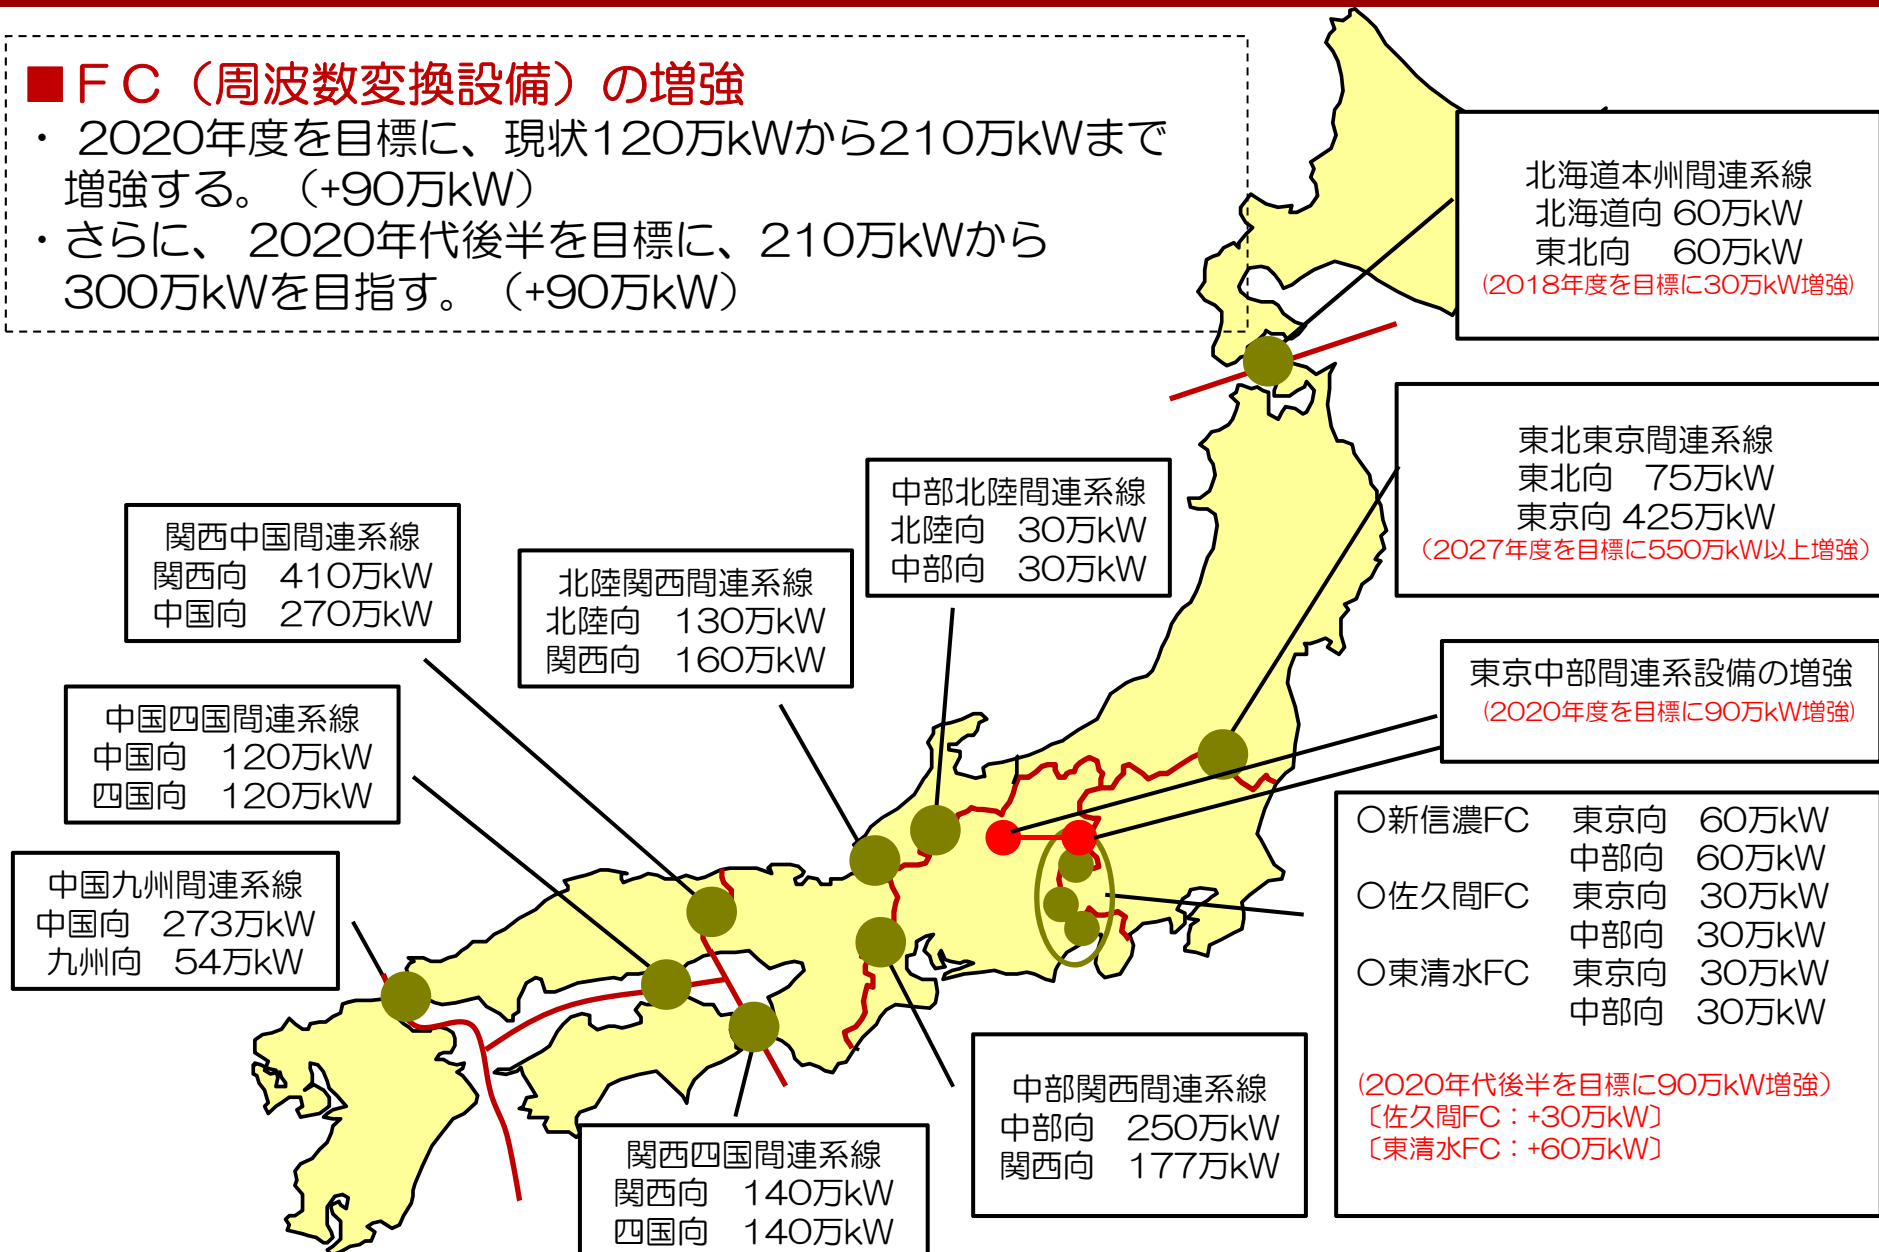 ■ＦＣ（周波数変換設備）の増強
・ 2020年度を目標に、現状120万kWから210万kWまで
増強する。（+90万kW）
・さらに、 2020年代後半を目標に、210万kWから
300万kWを目指す。（+90万kW）
北海道本州間連系線
北海道向 60万kW
東北向　60万kW
(2018年度を目標に30万kW増強)
東北東京間連系線
東北向　75万kW
東京向 425万kW
（2027年度を目標に550万kW以上増強）
中部北陸間連系線
北陸向　30万kW
中部向　30万kW
関西中国間連系線
関西向　410万kW
中国向　270万kW
北陸関西間連系線
北陸向　130万kW
関西向　160万kW
東京中部間連系設備の増強
(2020年度を目標に90万kW増強)
中国四国間連系線
中国向　120万kW
四国向　120万kW
○新信濃FC　東京向　60万kW
中部向　60万kW
○佐久間FC　東京向　30万kW
中部向　30万kW
○東清水FC　東京向　30万kW
中部向　30万kW
(2020年代後半を目標に90万kW増強）
〔佐久間FC：+30万kW〕
〔東清水FC：+60万kW〕
中国九州間連系線
中国向　273万kW
九州向　54万kW
中部関西間連系線
中部向　250万kW
関西向　177万kW
関西四国間連系線
関西向　140万kW
四国向　140万kW